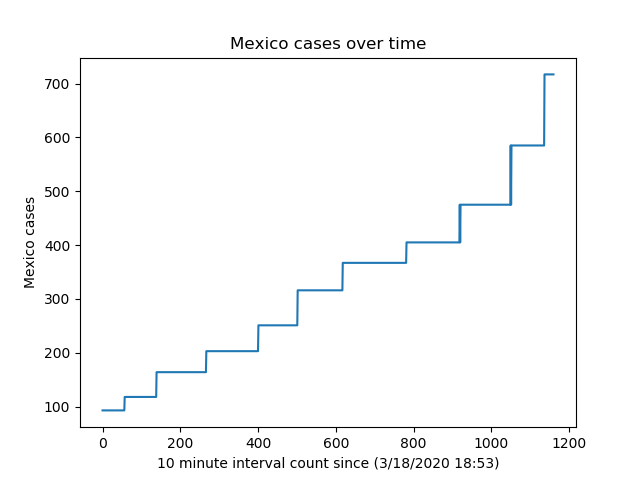 Mexico cases over time
700
600
500
400
300
200
100
Mexico cases
0 200 400 600 800 1000 1200
10 minute interval count since (3/18/2020 18:53)